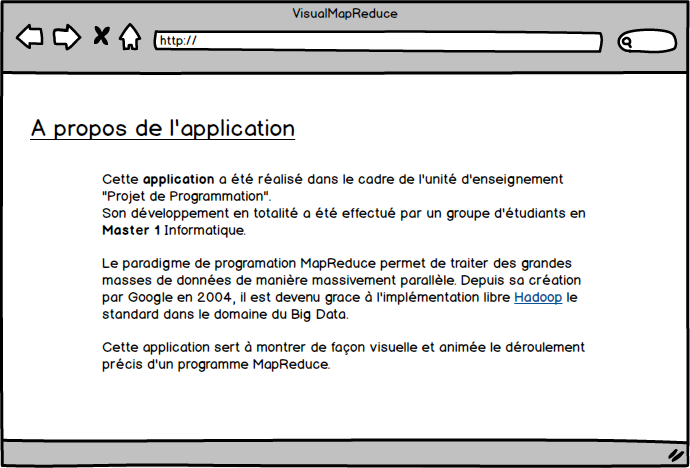 VisualMapReduce
http://
A propos de l'application
Cette application a été réalisé dans le cadre de l'unité d'enseignement
"Projet de Programmation".
Son développement en totalité a été effectué par un groupe d'étudiants en
Master 1 Informatique.
Le paradigme de programation MapReduce permet de traiter des grandes
masses de données de manière massivement parallèle. Depuis sa création
par Google en 2004, il est devenu grace à l'implémentation libre Hadoop le
standard dans le domaine du Big Data.
Cette application sert à montrer de façon visuelle et animée le déroulement
précis d'un programme MapReduce.